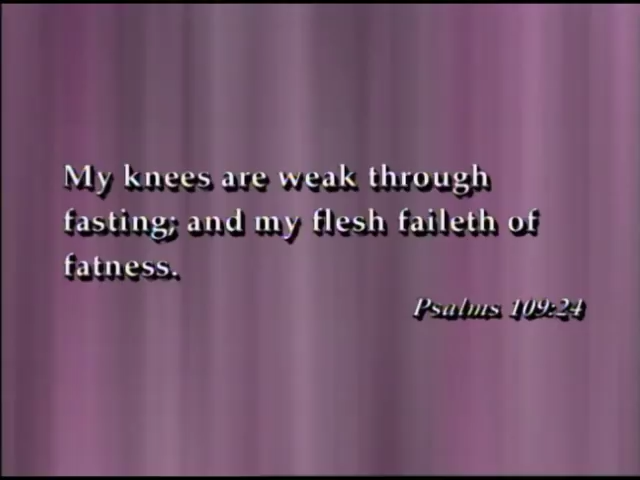 My knees are weak through
fasting; and my flesh faileth of
fatness.
Psalms 109:24